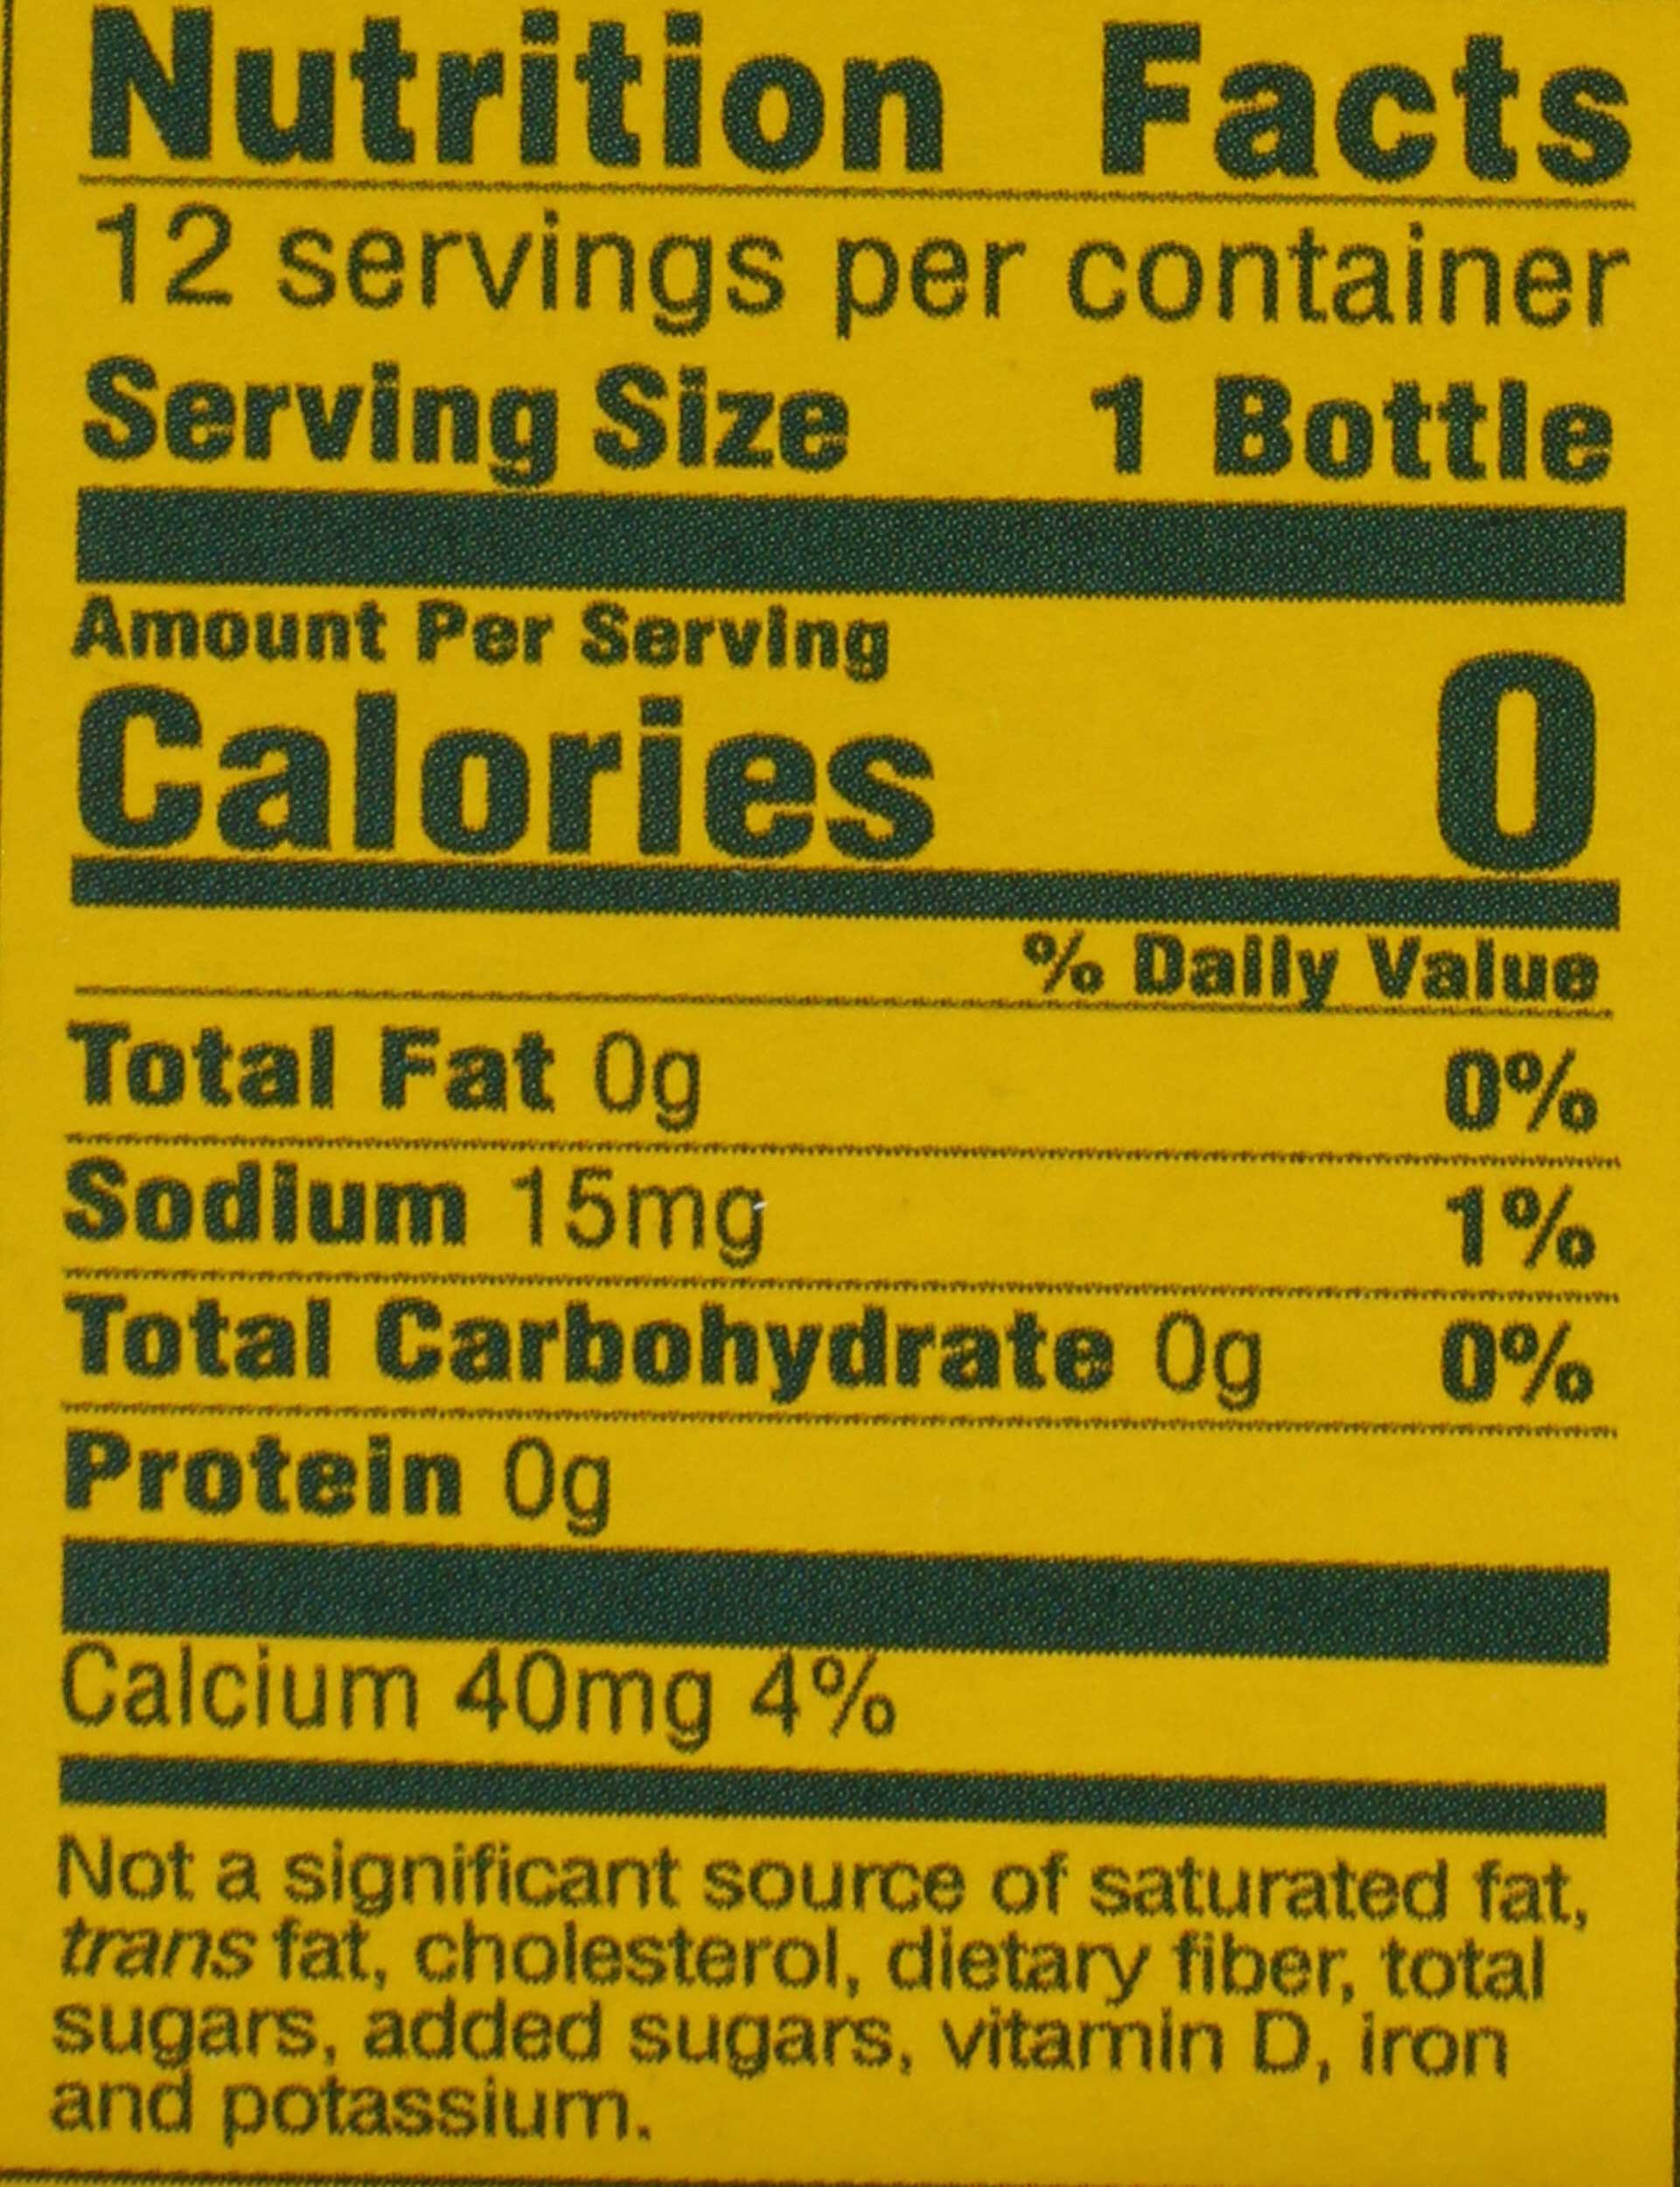 Nutrition Facts
12 servings per container
Serving Size 1 Bottle
Amount Per Serving
Calories 0
% Daily Value
Total Fat 0g 0%
Sodium 15mg 1%
Total Carbohydrate 0g 0%
Protein 0g
Calcium 40mg 4%
Not a significant source of saturated fat,
trans fat, cholesterol, dietary fiber, total
sugars, added sugars, vitamin D, iron
and potassium.